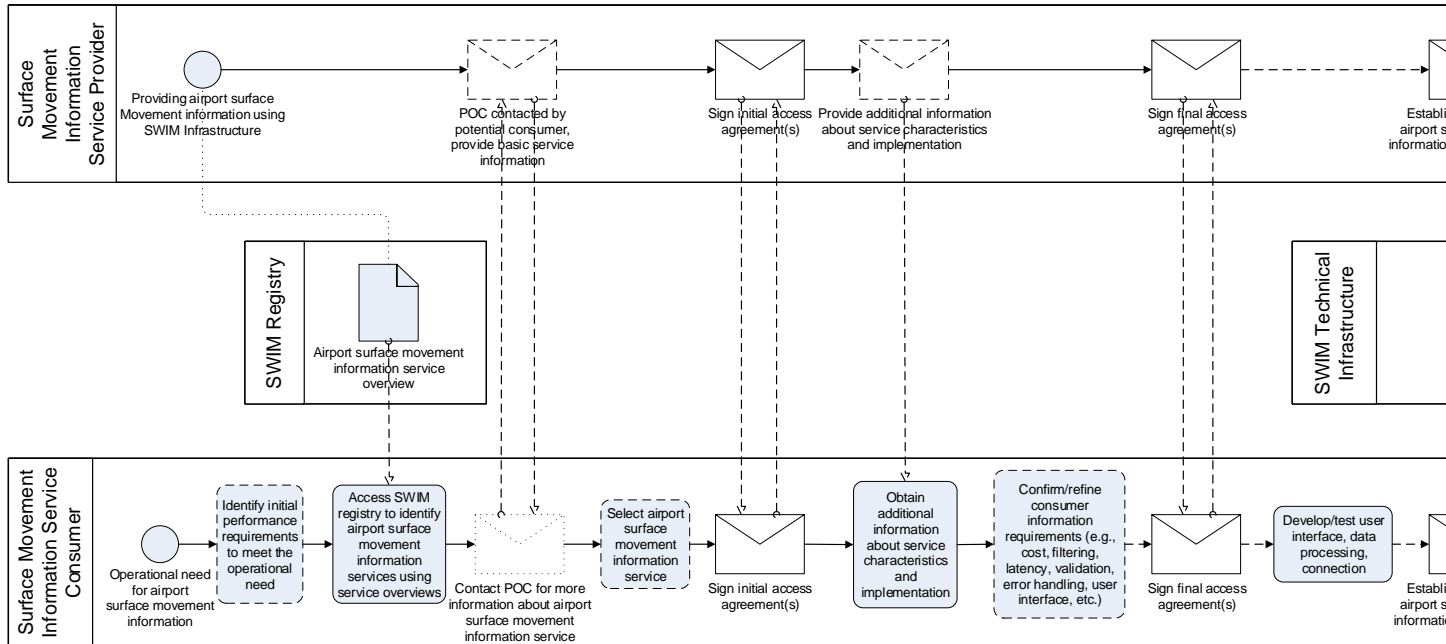 Surface
Movement
Information
Service Provider
Providing airport surface
Movement information using
SWIM Infrastructure
POC contacted by
potential consumer,
provide basic service
information
Sign initial access
agreement(s)
Provide additional information
about service characteristics
and implementation
Sign final access
agreement(s)
Establi
airport s
information
SWIM Registry
Airport surface movement
information service
overview
SWIM Technical
Infrastructure
Surface Movement
Information Service
Consumer
Operational need
for airport
surface movement
information
Identify initial
performance
requirements
to meet the
operational
need
Access SWIM
registry to identify
airport surface
movement
information
services using
service overviews
Contact POC for more
information about airport
surface movement
information service
Select airport
surface
movement
information
service
Sign initial access
agreement(s)
Obtain
additional
information
about service
characteristics
and
implementation
Confirm/refine
consumer
information
requirements (e.g.,
cost, filtering,
latency, validation,
error handling, user
interface, etc.)
Sign final access
agreement(s)
Develop/test user
interface, data
processing,
connection
Establi
airport s
information